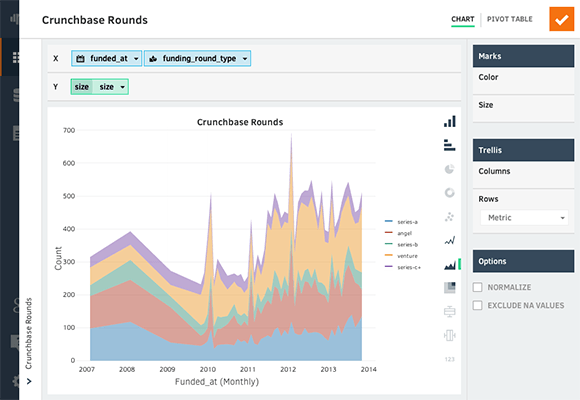 Crunchbase Rounds
CHART
PIVOT TABLE
X
funded_at
funding_round_type
Y
size size
Crunchbase Rounds
700
600
500
400
300
200
100
0
Count
2007 2008 2009 2010 2011 2012 2013 2014
Funded_at (Monthly)
series-a
angel
series-b
venture
series-c+
123
Crunchbase Rounds
Marks
Color
Size
Trellis
Columns
Rows
Metric
Options
NORMALIZE
EXCLUDE NA VALUES